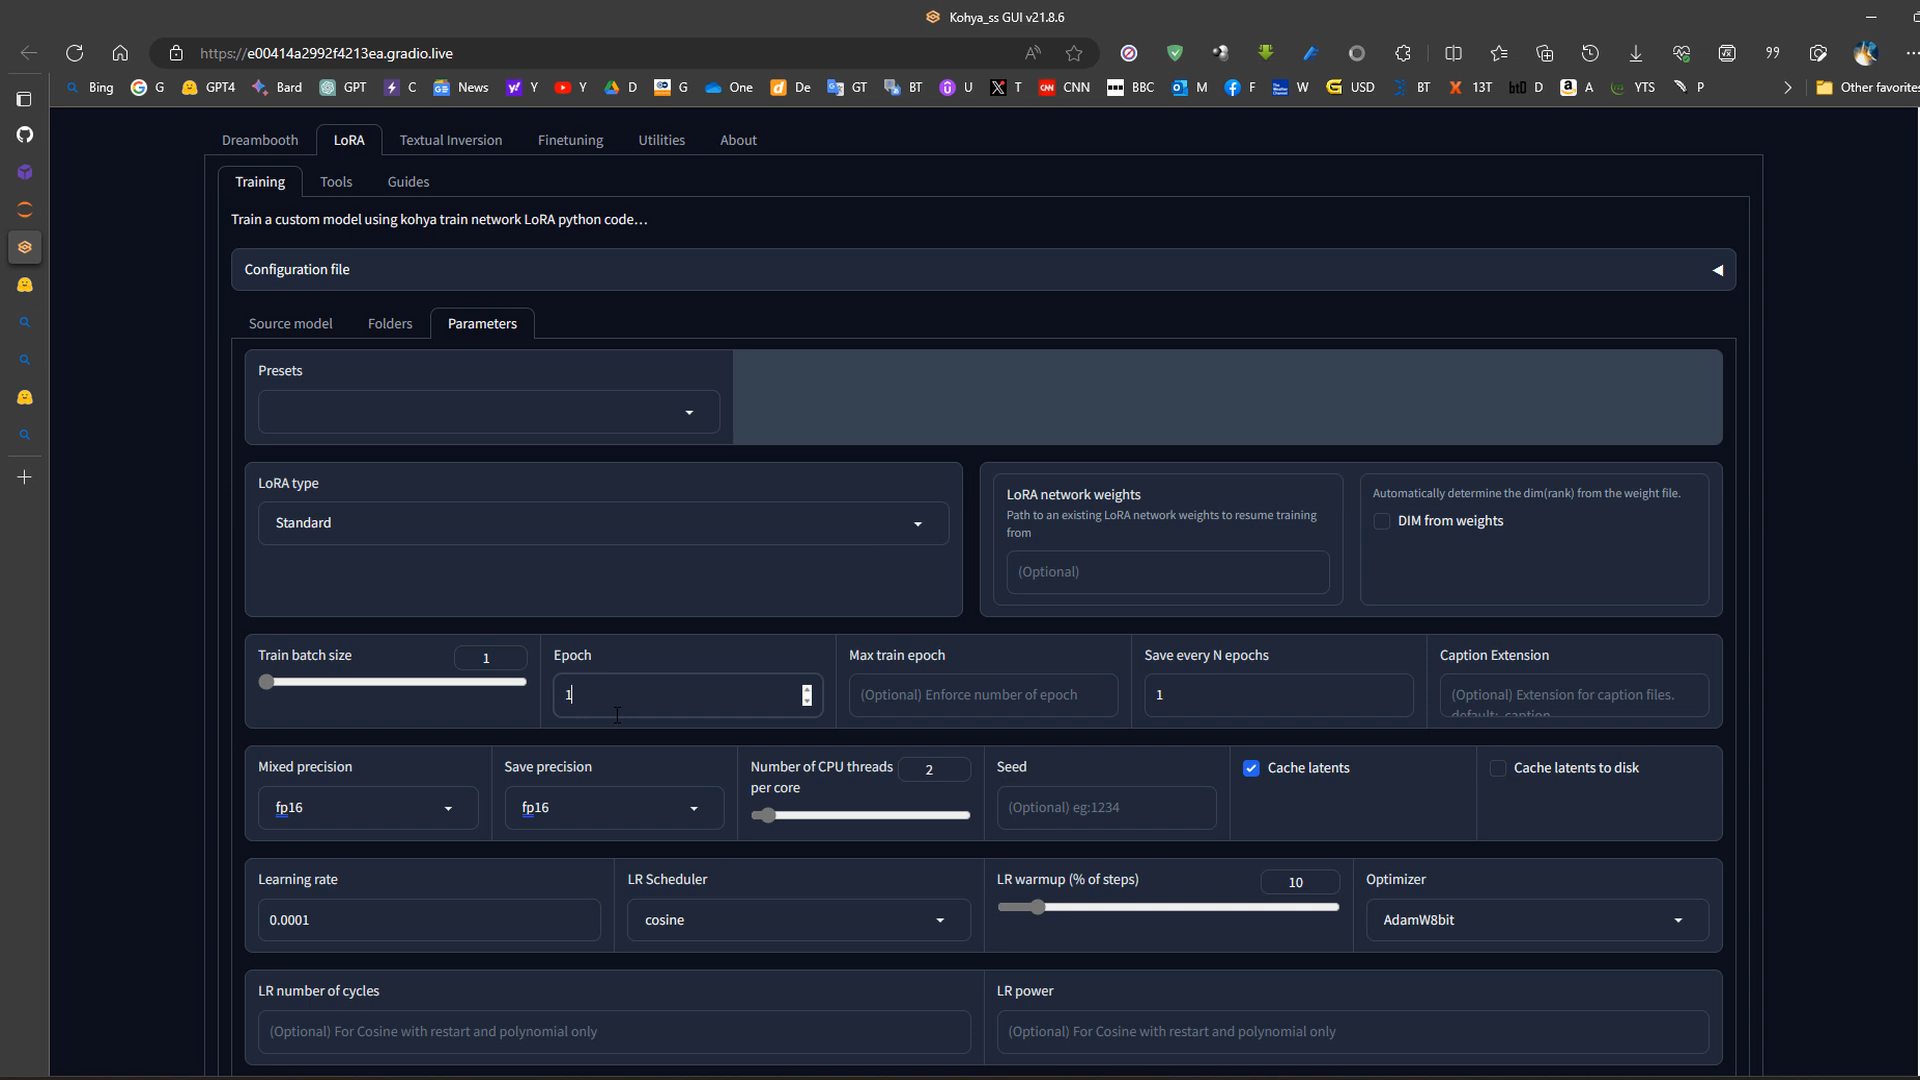 Kohya_ss GUI v21.8.6
https://e00414a2992f4213ea.gradio.live
Bing G GPT4 Bard GPT C News Y Y D G One De GT BT U T CNN BBC M F W USD BT 13T D A YTS P Other favorites
Dreambooth LoRA Textual Inversion Finetuning Utilities About
Training Tools Guides
Train a custom model using kohya train network LoRA python code...
Configuration file
Source model Folders Parameters
Presets
LoRA type
Standard
LoRA network weights
Path to an existing LoRA network weights to resume training
from
(Optional)
Automatically determine the dim(rank) from the weight file.
DIM from weights
Train batch size 1
Epoch
1
Max train epoch
(Optional) Enforce number of epoch
Save every N epochs
1
Caption Extension
(Optional) Extension for caption files.
default: .caption
Mixed precision
fp16
Save precision
fp16
Number of CPU threads
per core
2
Seed
(Optional) eg:1234
Cache latents
Cache latents to disk
Learning rate
0.0001
LR Scheduler
cosine
LR warmup (% of steps) 10
Optimizer
AdamW8bit
LR number of cycles
(Optional) For Cosine with restart and polynomial only
LR power
(Optional) For Cosine with restart and polynomial only